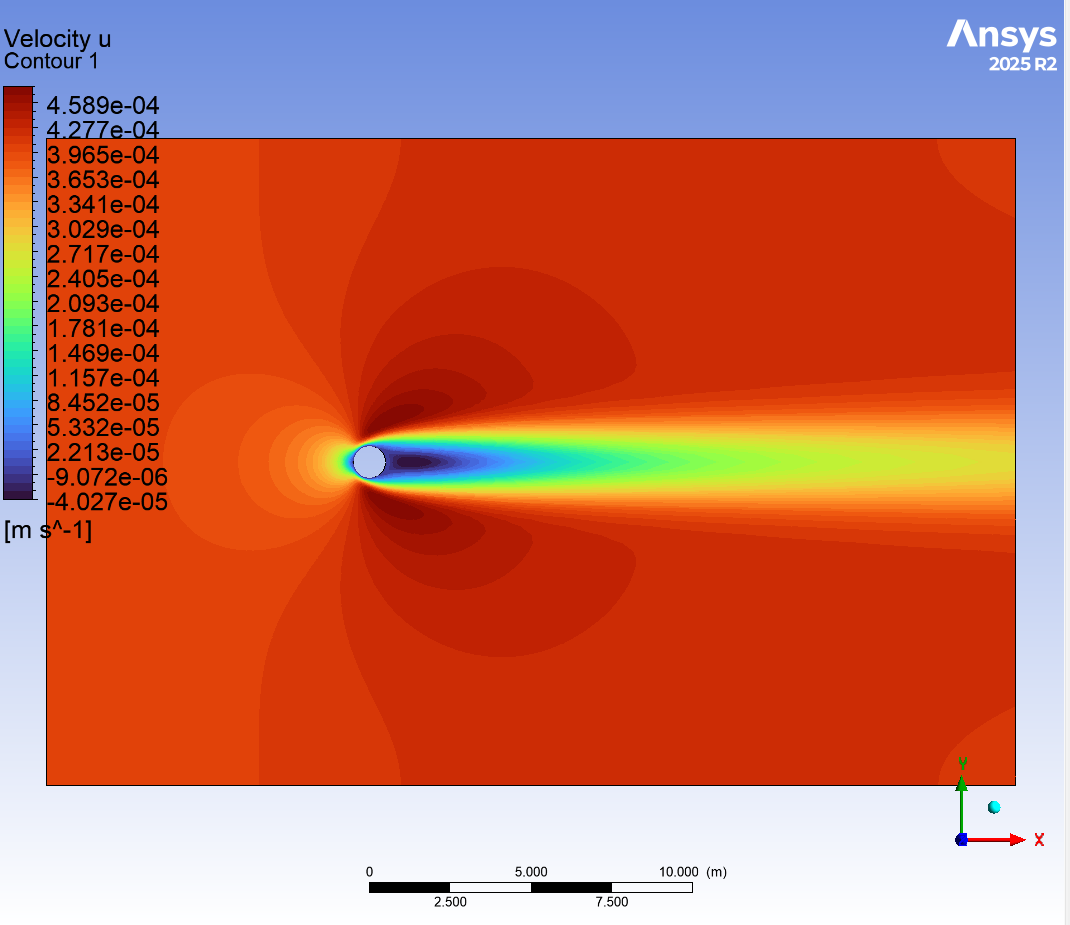 Velocity u
Contour 1
Ansys
2025 R2
4.589e-04
4.277e-04
3.965e-04
3.653e-04
3.341e-04
3.029e-04
2.717e-04
2.405e-04
2.093e-04
1.781e-04
1.469e-04
1.157e-04
8.452e-05
5.332e-05
2.213e-05
-9.072e-06
-4.027e-05
[m s^-1]
Y
X
0 5.000 10.000 (m)
2.500 7.500